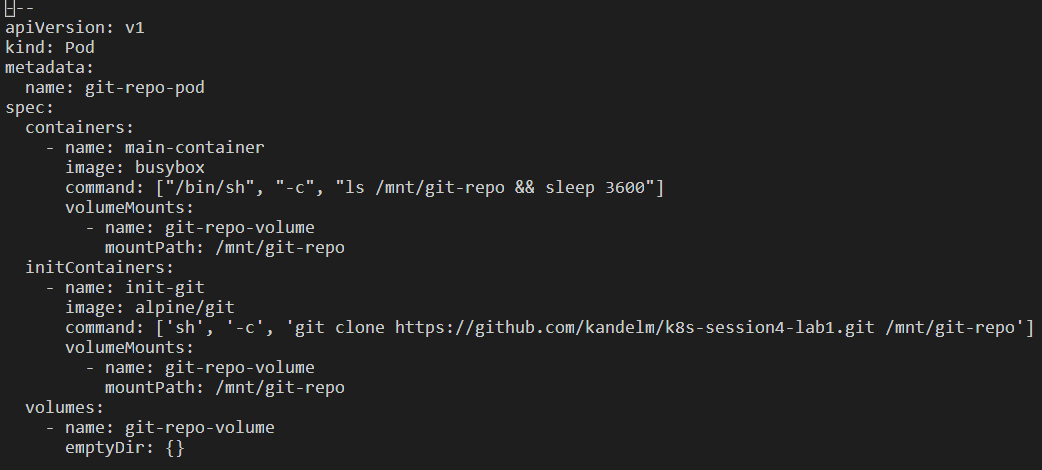 ---
apiVersion: v1
kind: Pod
metadata:
  name: git-repo-pod
spec:
  containers:
    - name: main-container
      image: busybox
      command: ["/bin/sh", "-c", "ls /mnt/git-repo && sleep 3600"]
      volumeMounts:
        - name: git-repo-volume
          mountPath: /mnt/git-repo
  initContainers:
    - name: init-git
      image: alpine/git
      command: ['sh', '-c', 'git clone https://github.com/kandelm/k8s-session4-lab1.git /mnt/git-repo']
      volumeMounts:
        - name: git-repo-volume
          mountPath: /mnt/git-repo
  volumes:
    - name: git-repo-volume
      emptyDir: {}